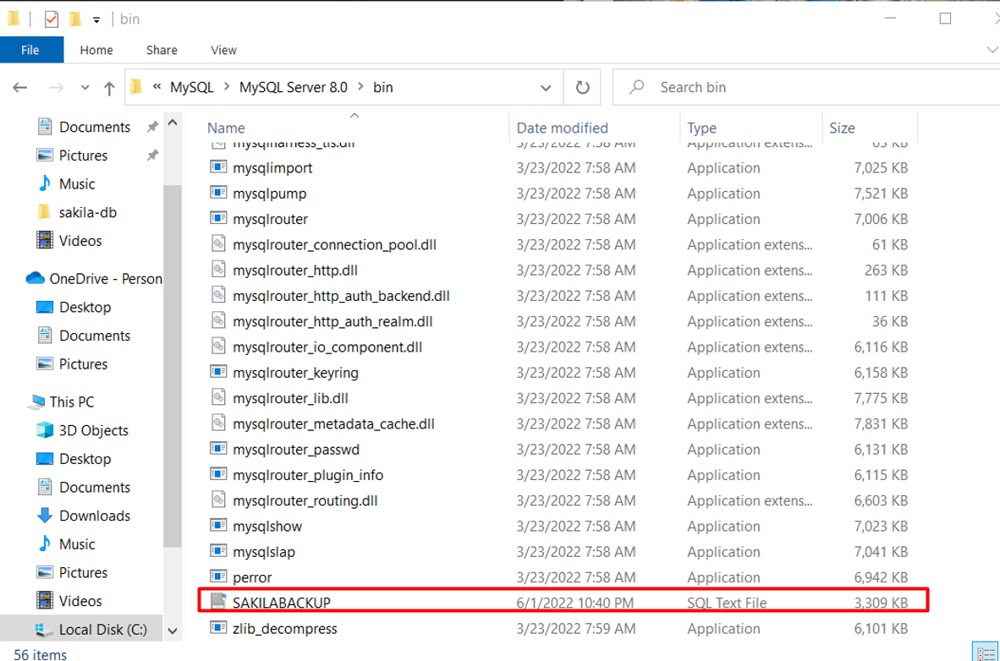 bin
File Home Share View
« MySQL > MySQL Server 8.0 > bin Search bin
Documents
Pictures
Music
sakila-db
Videos
OneDrive - Person
Desktop
Documents
Pictures
This PC
3D Objects
Desktop
Documents
Downloads
Music
Pictures
Videos
Local Disk (C:)
Name Date modified Type Size
mysqlharness_tls.dll 3/23/2022 7:58 AM Application extens... 63 KB
mysqlimport 3/23/2022 7:58 AM Application 7,025 KB
mysqlpump 3/23/2022 7:58 AM Application 7,521 KB
mysqlrouter 3/23/2022 7:58 AM Application 7,006 KB
mysqlrouter_connection_pool.dll 3/23/2022 7:58 AM Application extens... 61 KB
mysqlrouter_http.dll 3/23/2022 7:58 AM Application extens... 263 KB
mysqlrouter_http_auth_backend.dll 3/23/2022 7:58 AM Application extens... 111 KB
mysqlrouter_http_auth_realm.dll 3/23/2022 7:58 AM Application extens... 36 KB
mysqlrouter_io_component.dll 3/23/2022 7:58 AM Application extens... 6,116 KB
mysqlrouter_keyring 3/23/2022 7:58 AM Application 6,158 KB
mysqlrouter_lib.dll 3/23/2022 7:58 AM Application extens... 7,775 KB
mysqlrouter_metadata_cache.dll 3/23/2022 7:58 AM Application extens... 7,831 KB
mysqlrouter_passwd 3/23/2022 7:58 AM Application 6,131 KB
mysqlrouter_plugin_info 3/23/2022 7:58 AM Application 6,115 KB
mysqlrouter_routing.dll 3/23/2022 7:58 AM Application extens... 6,603 KB
mysqlshow 3/23/2022 7:58 AM Application 7,023 KB
mysqlslap 3/23/2022 7:58 AM Application 7,041 KB
perror 3/23/2022 7:58 AM Application 6,942 KB
SAKILABACKUP 6/1/2022 10:40 PM SQL Text File 3,309 KB
zlib_decompress 3/23/2022 7:59 AM Application 6,101 KB
56 items